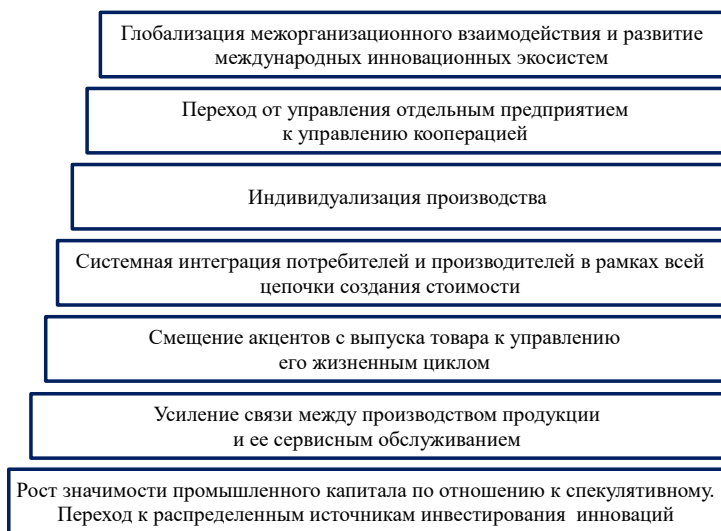 Глобализация межорганизационного взаимодействия и развитие
международных инновационных экосистем
Переход от управления отдельным предприятием
к управлению кооперацией
Индивидуализация производства
Системная интеграция потребителей и производителей в рамках всей
цепочки создания стоимости
Смещение акцентов с выпуска товара к управлению
его жизненным циклом
Усиление связи между производством продукции
и ее сервисным обслуживанием
Рост значимости промышленного капитала по отношению к спекулятивному.
Переход к распределенным источникам инвестирования инноваций